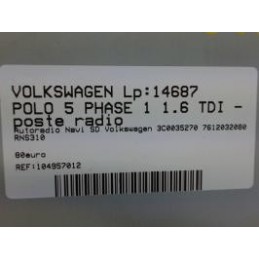 VOLKSWAGEN Lp:14687
POLO 5 PHASE 1 1.6 TDI -
poste radio
Autoradio Navi SD Volkswagen 3C0035270 7612032080
RNS310
80euro
REF:104957012